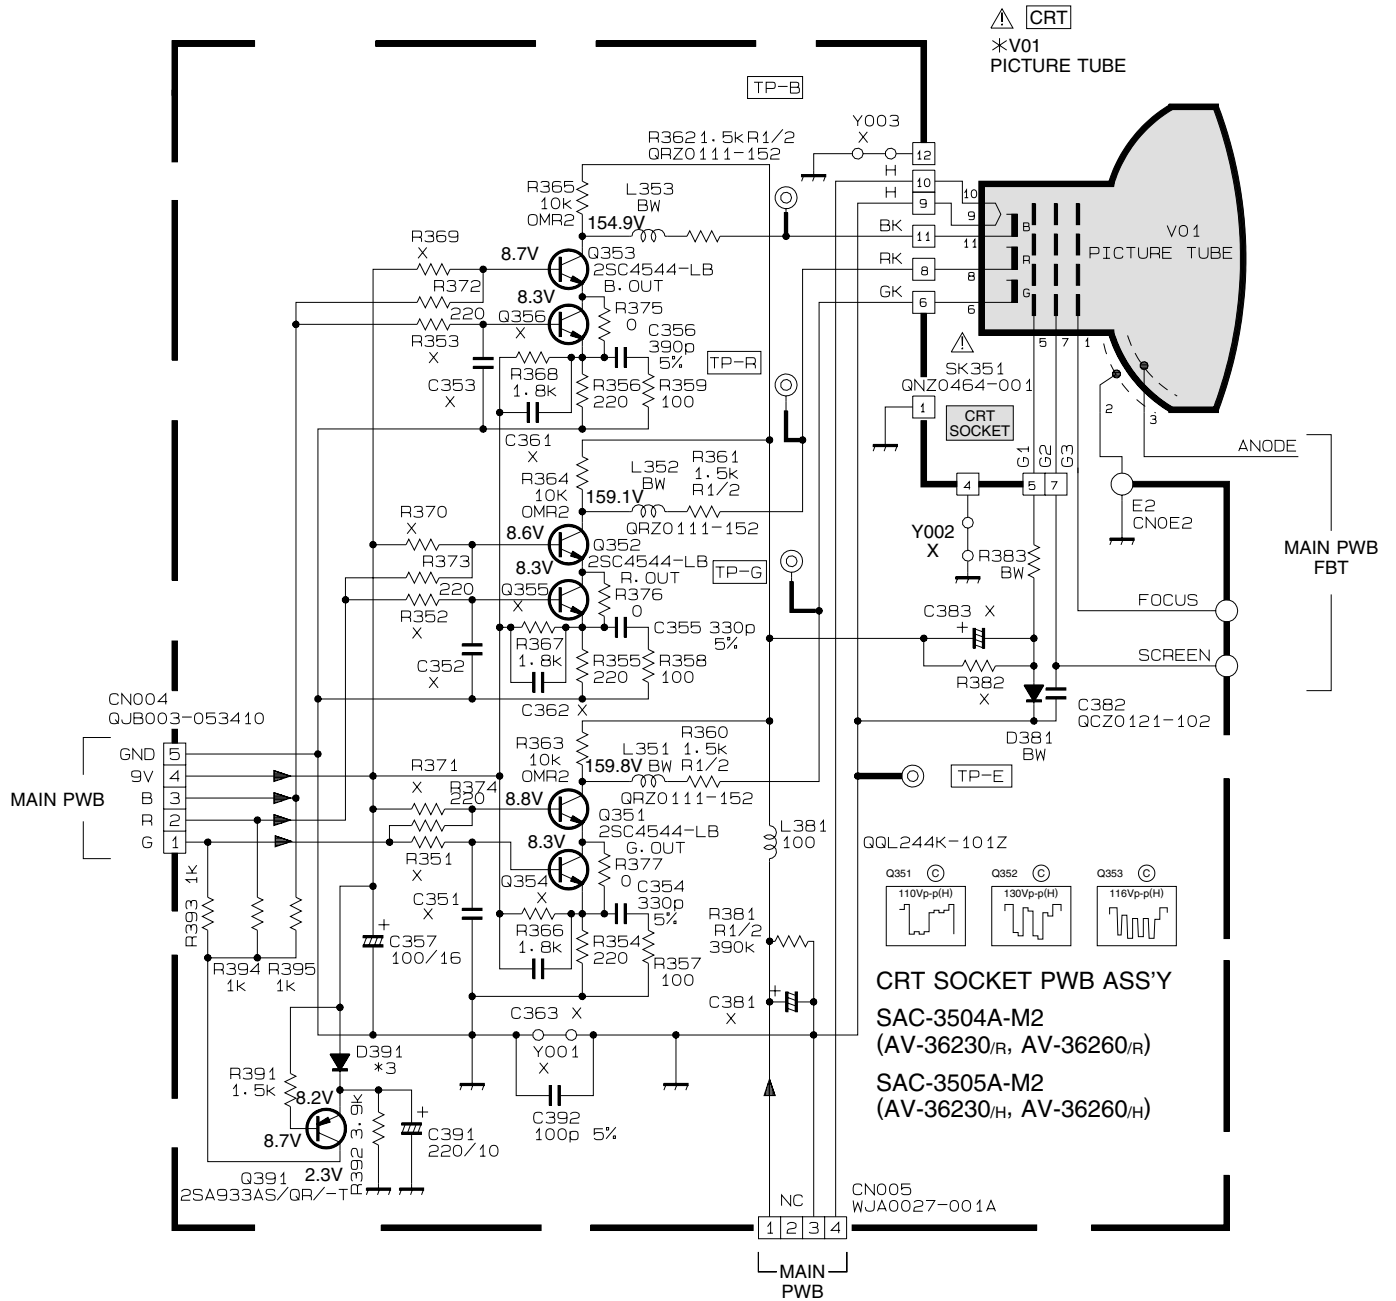 CRT
*V01
PICTURE TUBE
TP-B
Y003
X
R362 1.5k R1/2
QRZ0111-152
12
H
10
H
9
BK
11
RK
8
GK
6
R365
10k
OMR2
L353
BW
154.9V
10
9
11
8
6
B
R
G
V01
PICTURE TUBE
5
7
1
2
3
R369
X
8.7V
Q353
2SC4544-LB
B.OUT
R372
220
8.3V
Q356
X
R375
0
R353
X
C356
390p
5%
TP-R
SK351
QNZ0464-001
1
CRT
SOCKET
C353
X
R368
1.8k
R356
220
R359
100
C361
X
G1
G2
G3
ANODE
R364
10K
OMR2
L352
BW
R361
1.5k
R1/2
159.1V
QRZ0111-152
4
5
7
E2
CN0E2
Y002
X
R383
BW
MAIN PWB
FBT
R370
X
8.6V
Q352
2SC4544-LB
R.OUT
TP-G
R373
220
8.3V
Q355
X
R376
0
R352
X
C383 X
+
FOCUS
C355 330p
5%
R367
1.8k
C352
X
R355
220
R358
100
R382
X
SCREEN
C362 X
CN004
QJB003-053410
C382
QCZ0121-102
D381
BW
R363
10k
OMR2
L351
BW
R360
1.5k
R1/2
159.8V
QRZ0111-152
TP-E
MAIN PWB
GND 5
9V 4
B 3
R 2
G 1
R371
X
R374
220
8.8V
Q351
2SC4544-LB
G.OUT
L381
100
QQL244K-101Z
R351
X
8.3V
Q354
X
R377
0
C354
330p
5%
Q351 C
110Vp-p(H)
Q352 C
130Vp-p(H)
Q353 C
116Vp-p(H)
R393 1k
C351
X
R366
1.8k
R354
220
R357
100
R381
R1/2
390k
+
C357
100/16
R394
1k
R395
1k
C381
X
+
CRT SOCKET PWB ASS'Y
SAC-3504A-M2
(AV-36230/R, AV-36260/R)
SAC-3505A-M2
(AV-36230/H, AV-36260/H)
C363 X
Y001
X
D391
*3
R391
1.5k
8.2V
8.7V
R392 3.9k
+
C391
220/10
C392
100p 5%
Q391
2SA933AS/QR/-T
2.3V
NC
CN005
WJA0027-001A
1 2 3 4
MAIN
PWB